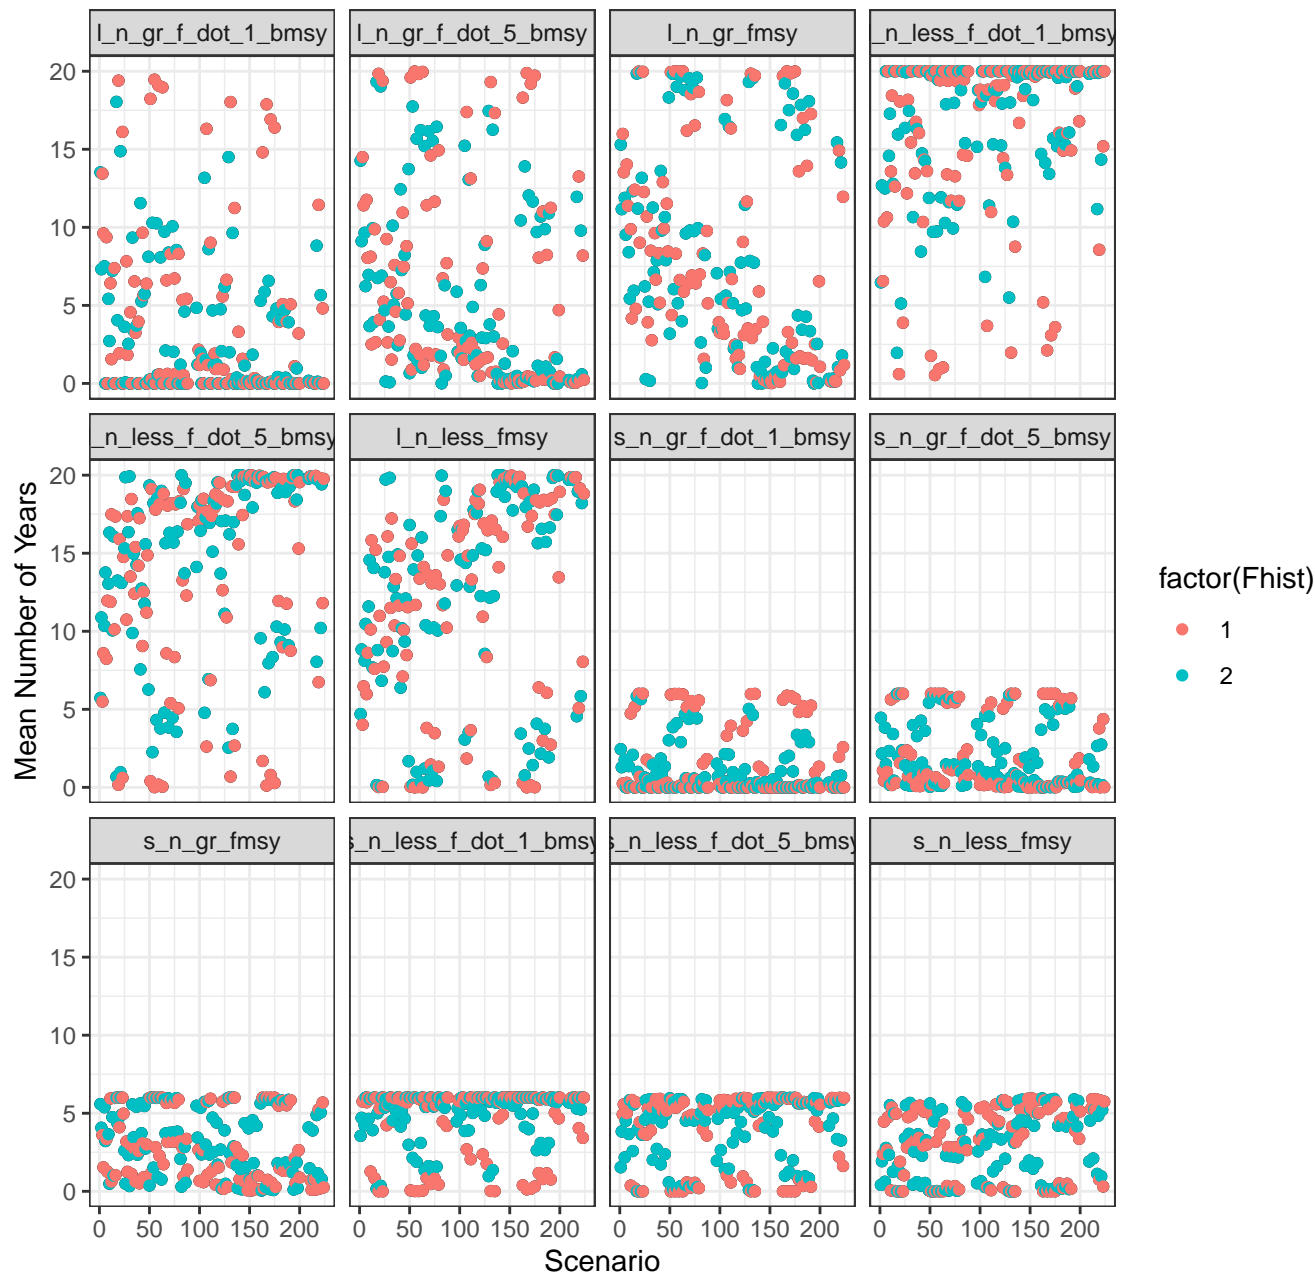 l_n_gr_f_dot_1_bmsy l_n_gr_f_dot_5_bmsy l_n_gr_fmsy _n_less_f_dot_1_bmsy
20
15
10
5
0
_n_less_f_dot_5_bmsy l_n_less_fmsy s_n_gr_f_dot_1_bmsy s_n_gr_f_dot_5_bmsy
20
15
10
5
0
Mean Number of Years
s_n_gr_fmsy s_n_less_f_dot_1_bmsy s_n_less_f_dot_5_bmsy s_n_less_fmsy
20
15
10
5
0
0 50 100 150 200 0 50 100 150 200 0 50 100 150 200 0 50 100 150 200
Scenario
factor(Fhist)
1
2